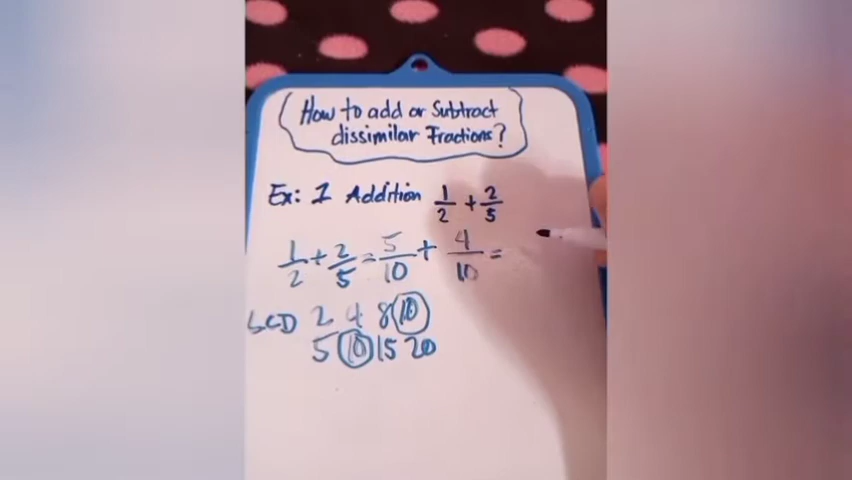 How to add or Subtract
dissimilar Fractions?
Ex: 1 Addition 1/2 + 2/5
1/2 + 2/5 = 5/10 + 4/10 =
LCD 2 4 8 10
5 10 15 20